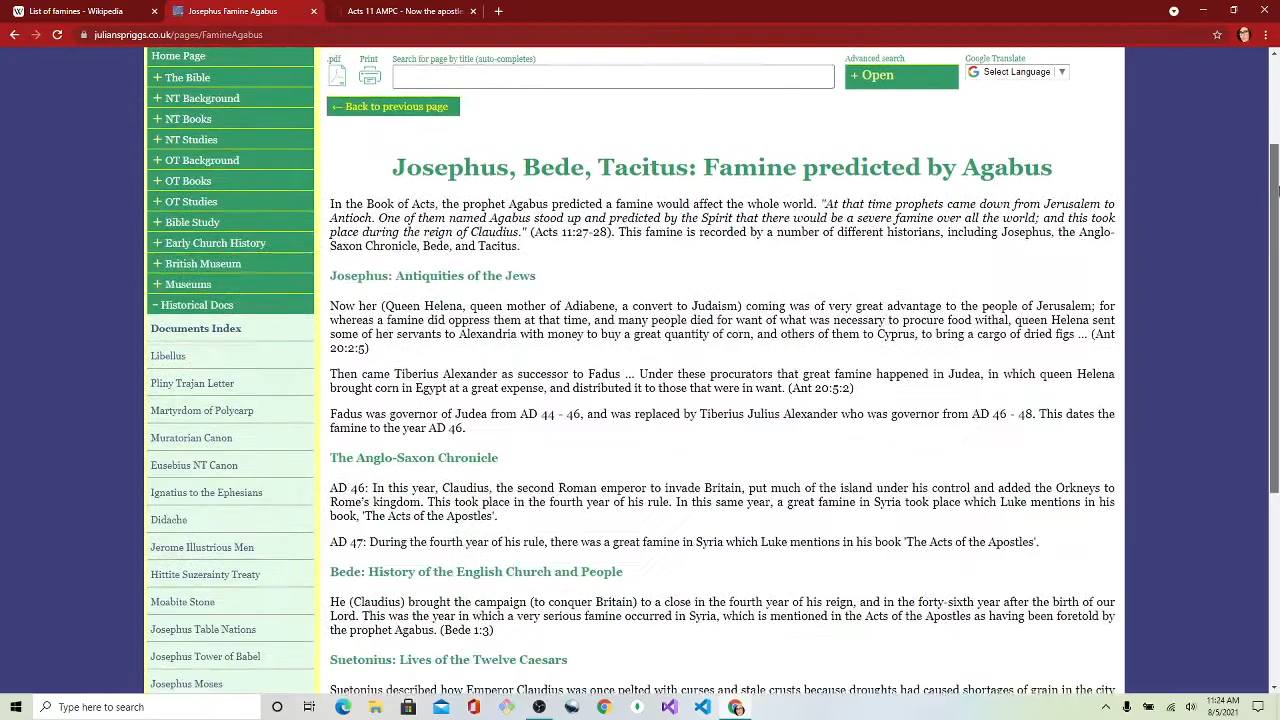 List of famines - Wikipedia
Josephus Famine Agabus
Acts 11 AMPC - Now the apostles
julianspriggs.co.uk/pages/FamineAgabus
Home Page
+ The Bible
+ NT Background
+ NT Books
+ NT Studies
+ OT Background
+ OT Books
+ OT Studies
+ Bible Study
+ Early Church History
+ British Museum
+ Museums
− Historical Docs
Documents Index
Libellus
Pliny Trajan Letter
Martyrdom of Polycarp
Muratorian Canon
Eusebius NT Canon
Ignatius to the Ephesians
Didache
Jerome Illustrious Men
Hittite Suzerainty Treaty
Moabite Stone
Josephus Table Nations
Josephus Tower of Babel
Josephus Moses
.pdf
Print
Search for page by title (auto-completes)
Advanced search
+ Open
Google Translate
G Select Language ▼
← Back to previous page
Josephus, Bede, Tacitus: Famine predicted by Agabus
In the Book of Acts, the prophet Agabus predicted a famine would affect the whole world. "At that time prophets came down from Jerusalem to
Antioch. One of them named Agabus stood up and predicted by the Spirit that there would be a severe famine over all the world; and this took
place during the reign of Claudius." (Acts 11:27-28). This famine is recorded by a number of different historians, including Josephus, the Anglo-
Saxon Chronicle, Bede, and Tacitus.
Josephus: Antiquities of the Jews
Now her (Queen Helena, queen mother of Adiabene, a convert to Judaism) coming was of very great advantage to the people of Jerusalem; for
whereas a famine did oppress them at that time, and many people died for want of what was necessary to procure food withal, queen Helena sent
some of her servants to Alexandria with money to buy a great quantity of corn, and others of them to Cyprus, to bring a cargo of dried figs ... (Ant
20:2:5)
Then came Tiberius Alexander as successor to Fadus ... Under these procurators that great famine happened in Judea, in which queen Helena
brought corn in Egypt at a great expense, and distributed it to those that were in want. (Ant 20:5:2)
Fadus was governor of Judea from AD 44 - 46, and was replaced by Tiberius Julius Alexander who was governor from AD 46 - 48. This dates the
famine to the year AD 46.
The Anglo-Saxon Chronicle
AD 46: In this year, Claudius, the second Roman emperor to invade Britain, put much of the island under his control and added the Orkneys to
Rome's kingdom. This took place in the fourth year of his rule. In this same year, a great famine in Syria took place which Luke mentions in his
book, 'The Acts of the Apostles'.
AD 47: During the fourth year of his rule, there was a great famine in Syria which Luke mentions in his book 'The Acts of the Apostles'.
Bede: History of the English Church and People
He (Claudius) brought the campaign (to conquer Britain) to a close in the fourth year of his reign, and in the forty-sixth year after the birth of our
Lord. This was the year in which a very serious famine occurred in Syria, which is mentioned in the Acts of the Apostles as having been foretold by
the prophet Agabus. (Bede 1:3)
Suetonius: Lives of the Twelve Caesars
Suetonius described how Emperor Claudius was once pelted with curses and stale crusts because droughts had caused shortages of grain in the city
Type here to search
11:24 AM
8/5/2021